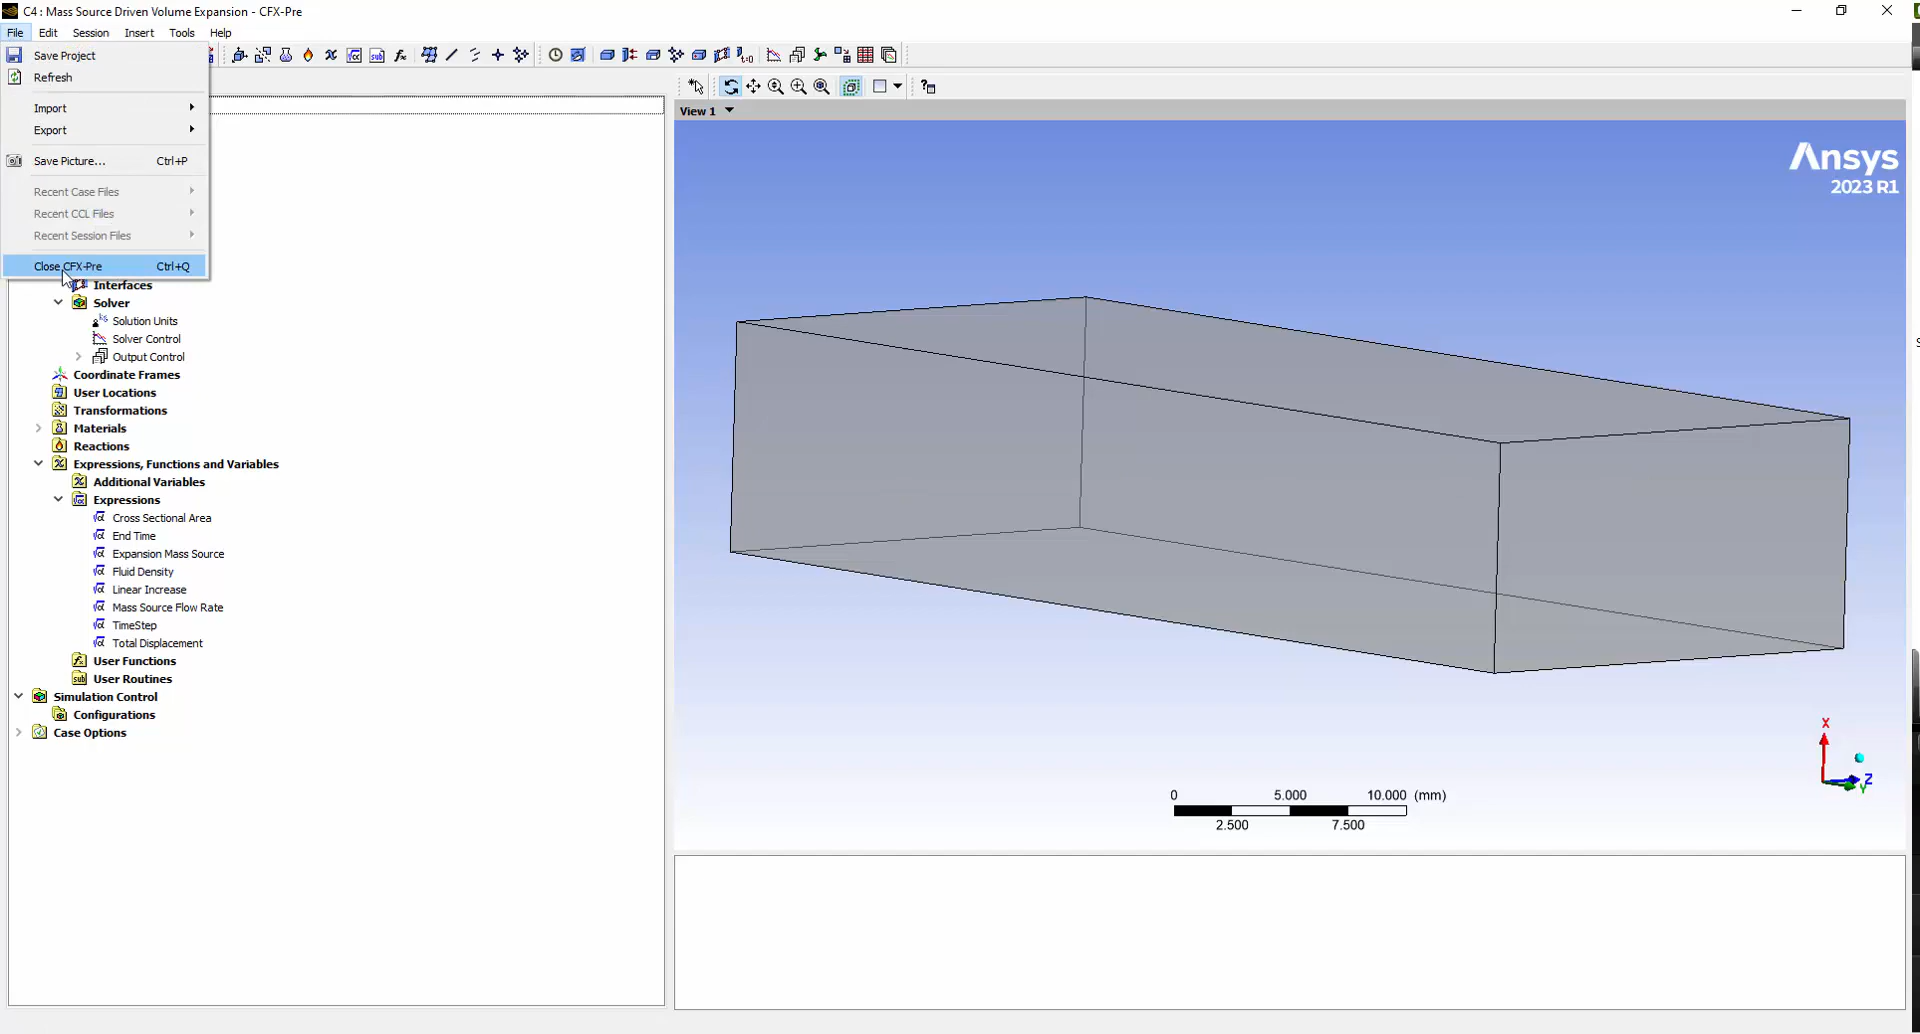 C4 : Mass Source Driven Volume Expansion - CFX-Pre
File Edit Session Insert Tools Help
Save Project
Refresh
Import
Export
Save Picture... Ctrl+P
Recent Case Files
Recent CCL Files
Recent Session Files
Close CFX-Pre Ctrl+Q
Interfaces
Solver
Solution Units
Solver Control
Output Control
Coordinate Frames
User Locations
Transformations
Materials
Reactions
Expressions, Functions and Variables
Additional Variables
Expressions
Cross Sectional Area
End Time
Expansion Mass Source
Fluid Density
Linear Increase
Mass Source Flow Rate
TimeStep
Total Displacement
User Functions
User Routines
Simulation Control
Configurations
Case Options
View 1
Ansys
2023 R1
X
Z
Y
0 5.000 10.000 (mm)
2.500 7.500